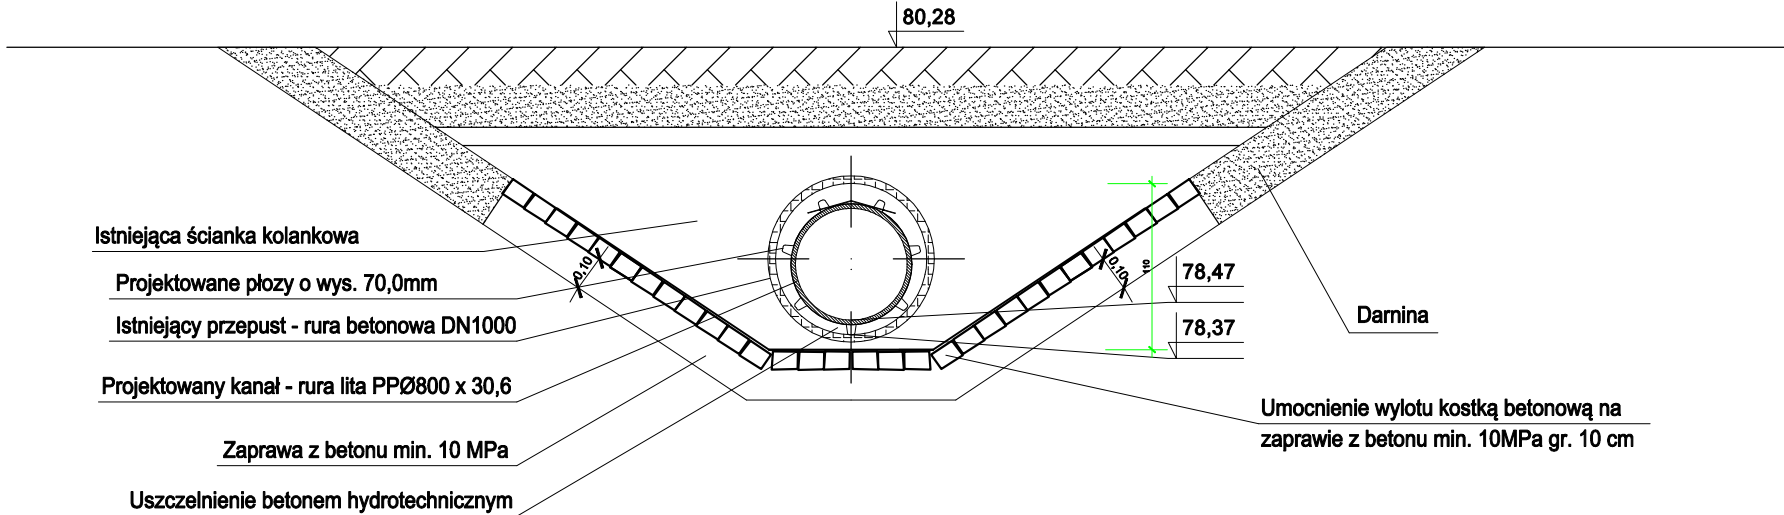 80,28
Istniejąca ścianka kolankowa
Projektowane płozy o wys. 70,0mm
Istniejący przepust - rura betonowa DN1000
Projektowany kanał - rura lita PPØ800 x 30,6
Zaprawa z betonu min. 10 MPa
Uszczelnienie betonem hydrotechnicznym
0,10
0,10
110
78,47
78,37
Darnina
Umocnienie wylotu kostką betonową na
zaprawie z betonu min. 10MPa gr. 10 cm